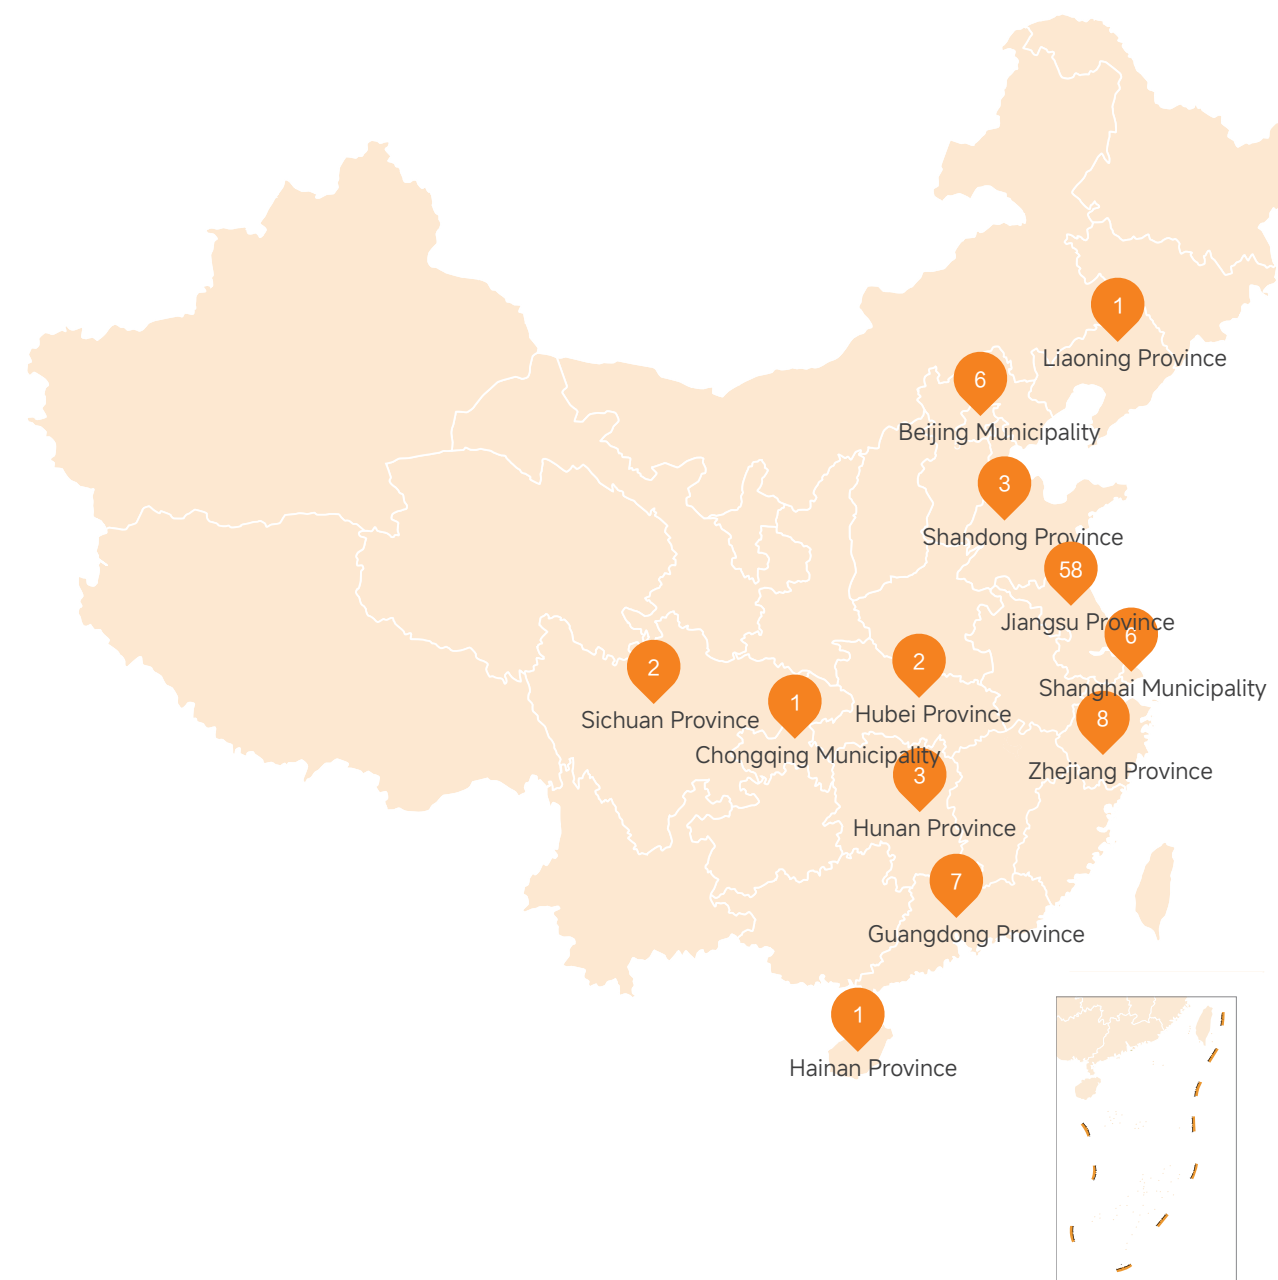 1
Liaoning Province
6
Beijing Municipality
3
Shandong Province
58
Jiangsu Province
6
Shanghai Municipality
2
Sichuan Province
1
Chongqing Municipality
2
Hubei Province
8
Zhejiang Province
3
Hunan Province
7
Guangdong Province
1
Hainan Province